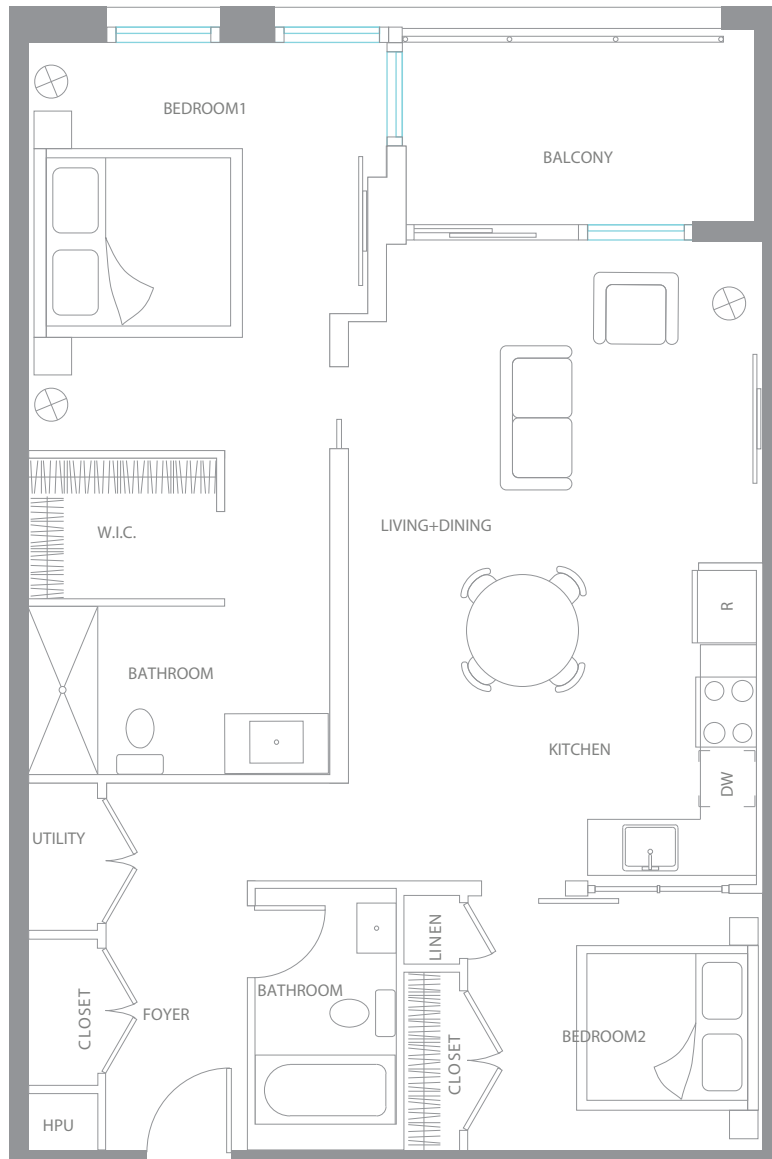 BEDROOM1
BALCONY
W.I.C.
LIVING+DINING
R
BATHROOM
KITCHEN
DW
UTILITY
LINEN
BATHROOM
CLOSET
FOYER
CLOSET
BEDROOM2
HPU